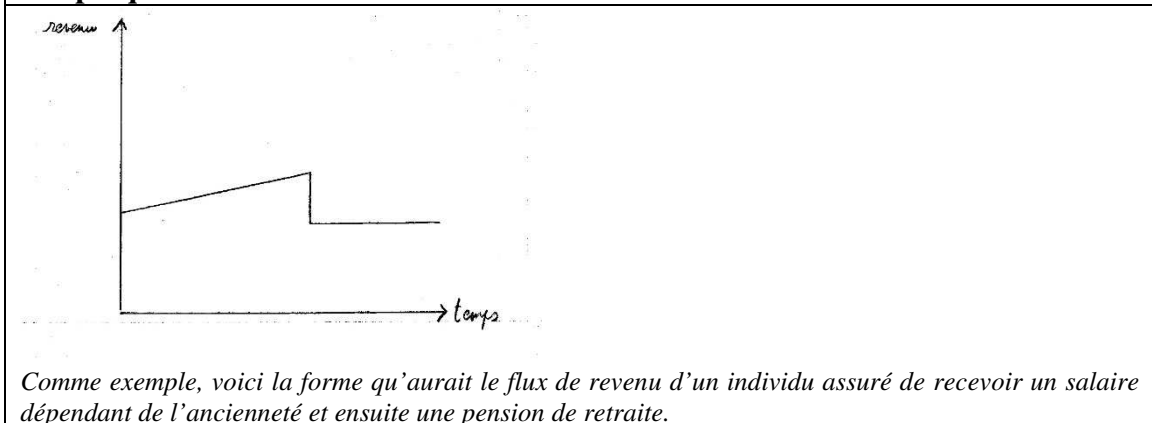 revenu
temps
Comme exemple, voici la forme qu'aurait le flux de revenu d'un individu assuré de recevoir un salaire
dépendant de l'ancienneté et ensuite une pension de retraite.